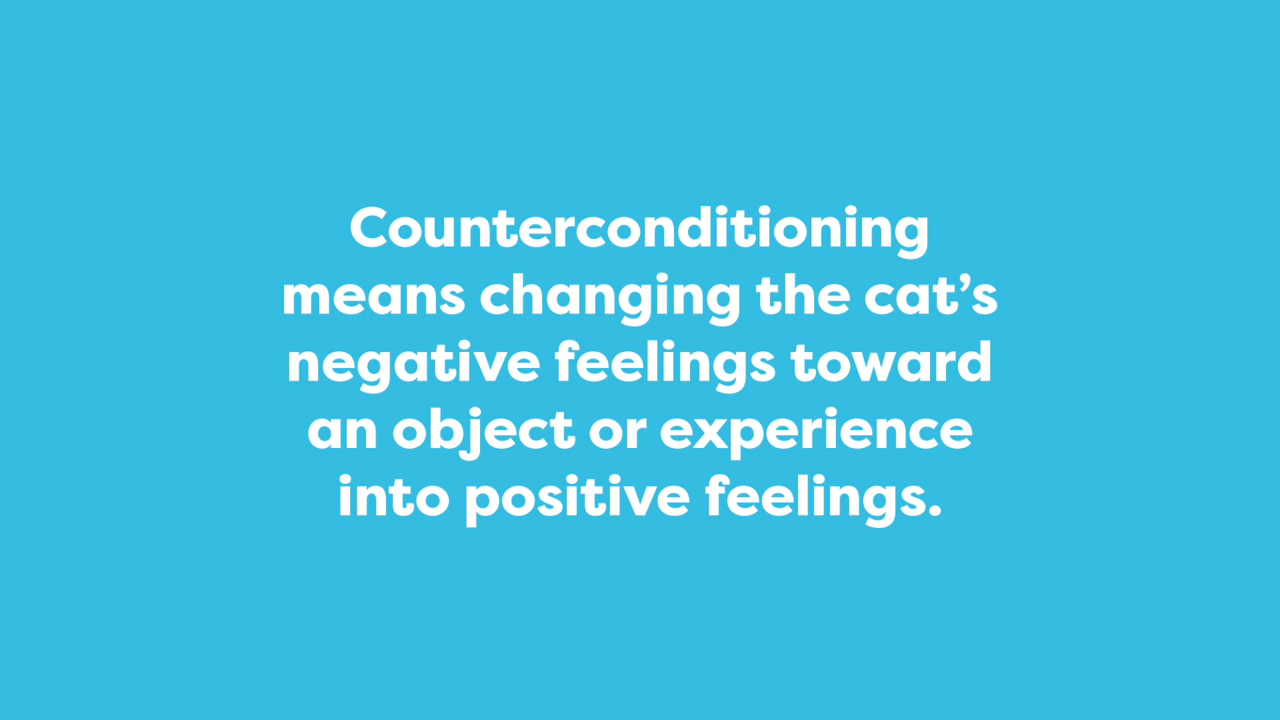 Counterconditioning
means changing the cat’s
negative feelings toward
an object or experience
into positive feelings.